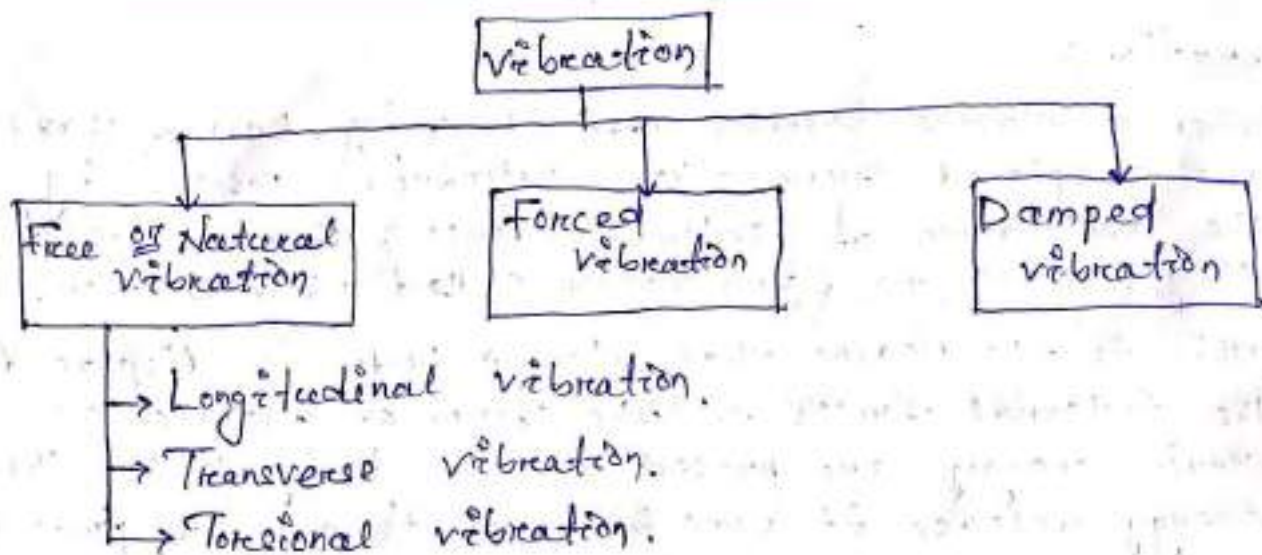 Vibration
Free or Natural
vibration
Forced
vibration
Damped
vibration
Longitudinal vibration.
Transverse vibration.
Torsional vibration.